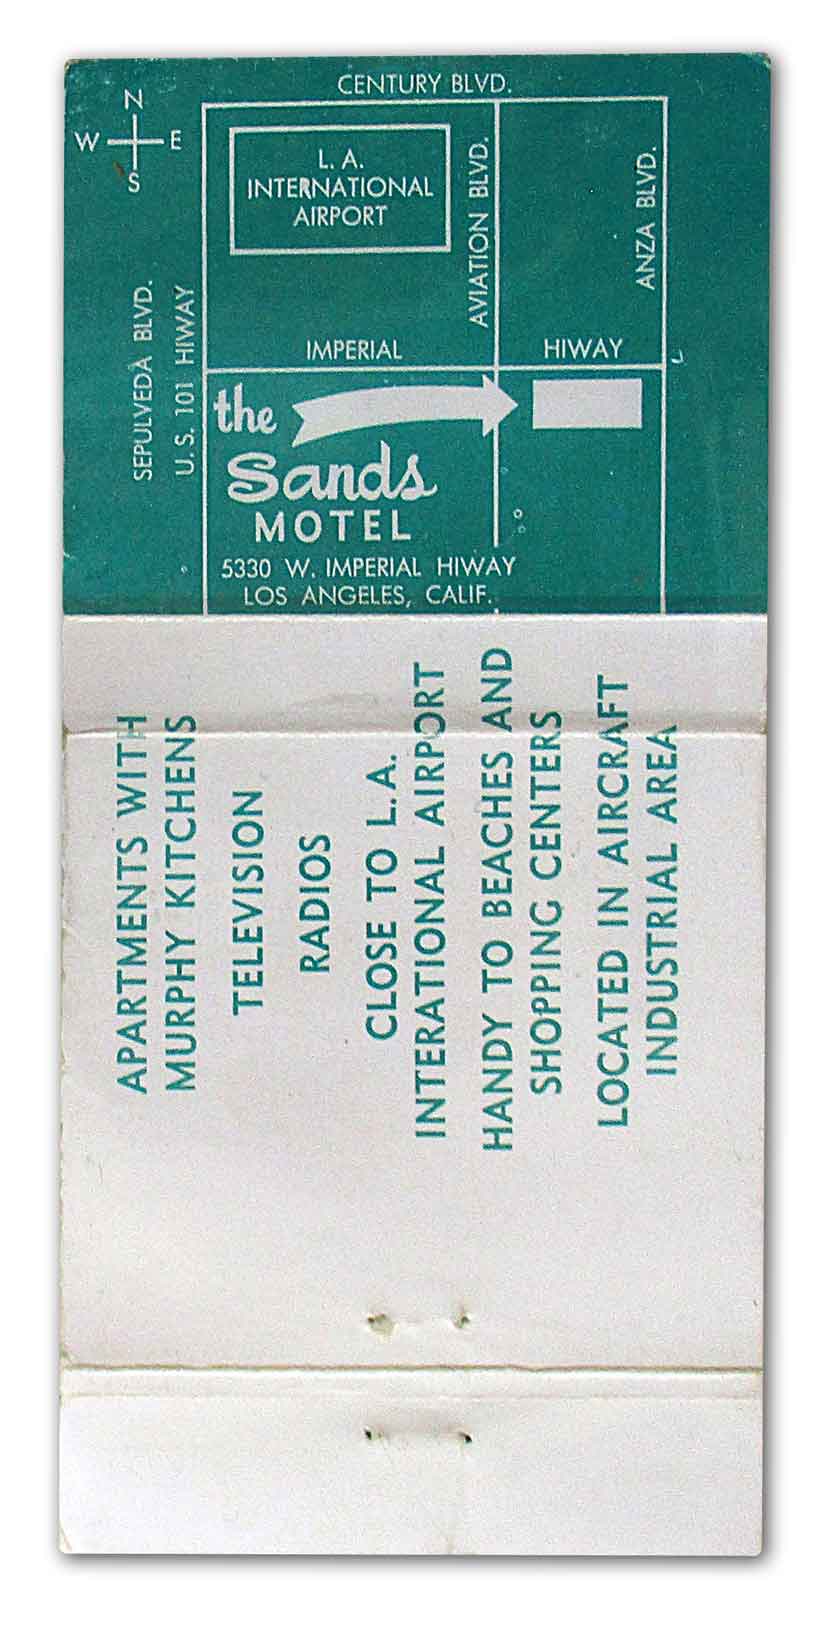 CENTURY BLVD.
N
W E
S
L. A.
INTERNATIONAL
AIRPORT
AVIATION BLVD.
ANZA BLVD.
SEPULVEDA BLVD.
U.S. 101 HIWAY
IMPERIAL HIWAY
the
Sands
MOTEL
5330 W. IMPERIAL HIWAY
LOS ANGELES, CALIF.
APARTMENTS WITH
MURPHY KITCHENS
TELEVISION
RADIOS
CLOSE TO L.A.
INTERATIONAL AIRPORT
HANDY TO BEACHES AND
SHOPPING CENTERS
LOCATED IN AIRCRAFT
INDUSTRIAL AREA